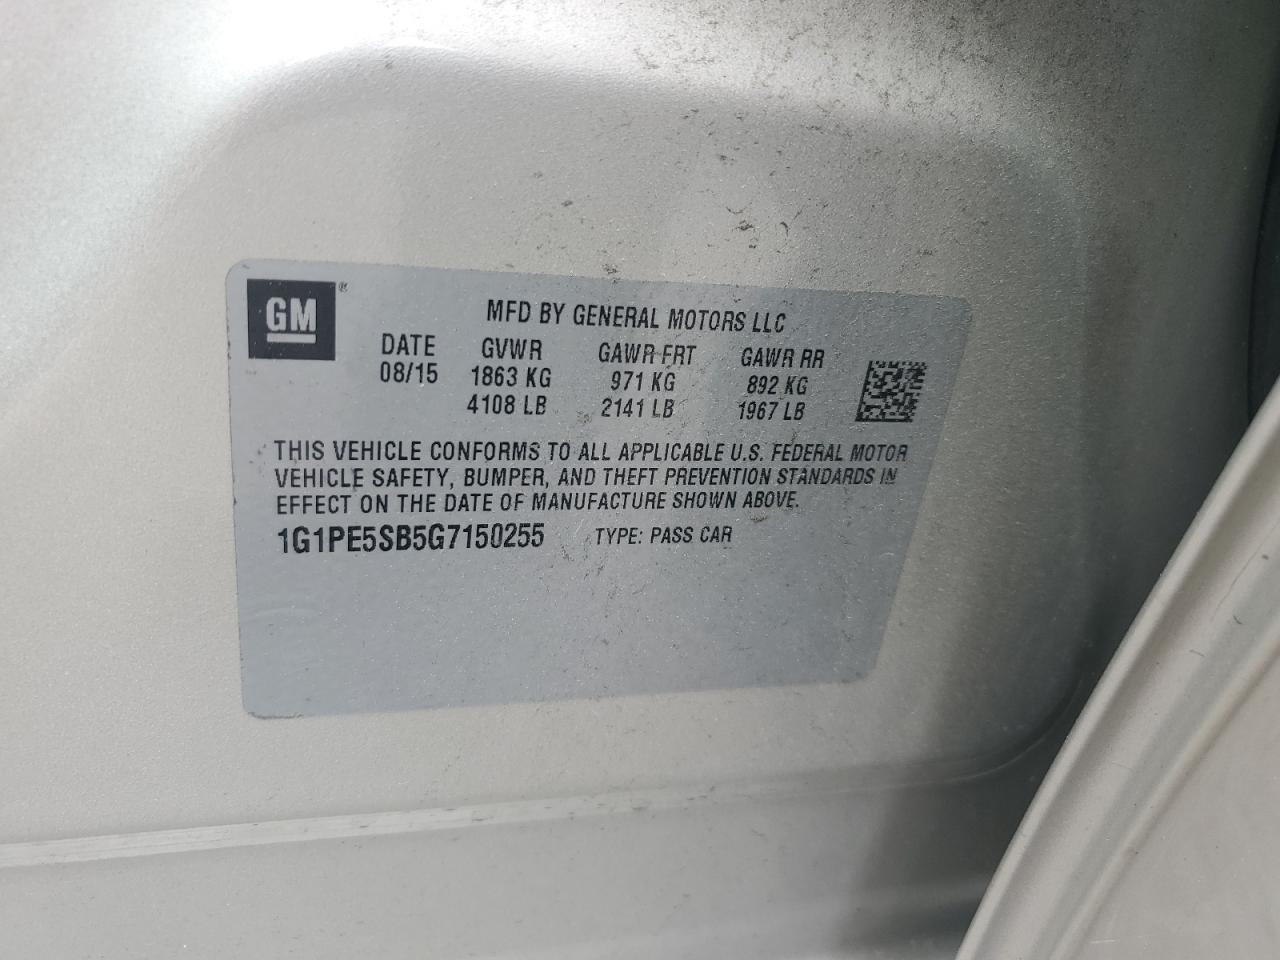 GM®
MFD BY GENERAL MOTORS LLC
DATE GVWR GAWR FRT GAWR RR
08/15 1863 KG 971 KG 892 KG
4108 LB 2141 LB 1967 LB
THIS VEHICLE CONFORMS TO ALL APPLICABLE U.S. FEDERAL MOTOR
VEHICLE SAFETY, BUMPER, AND THEFT PREVENTION STANDARDS IN
EFFECT ON THE DATE OF MANUFACTURE SHOWN ABOVE.
1G1PE5SB5G7150255 TYPE: PASS CAR